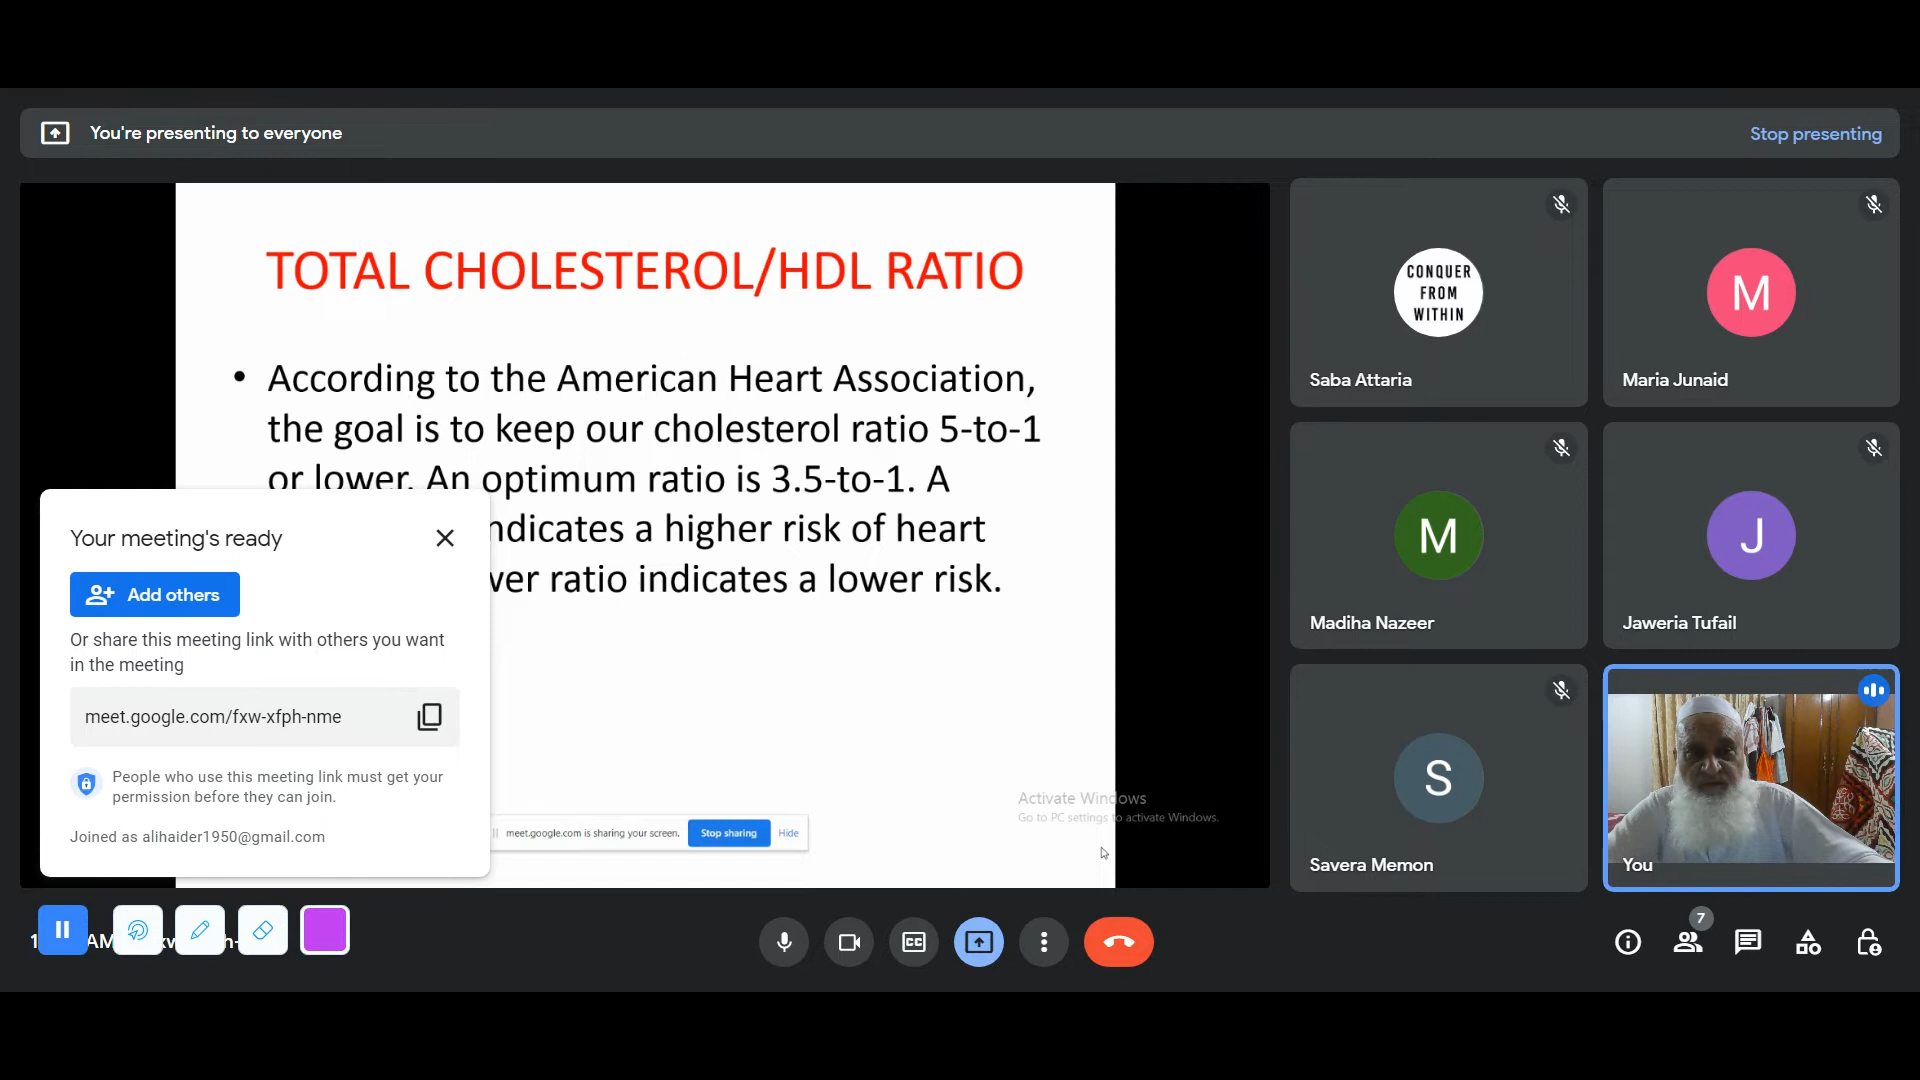 You're presenting to everyone
Stop presenting
TOTAL CHOLESTEROL/HDL RATIO
• According to the American Heart Association,
the goal is to keep our cholesterol ratio 5-to-1
or lower. An optimum ratio is 3.5-to-1. A
ndicates a higher risk of heart
ver ratio indicates a lower risk.
Your meeting's ready
Add others
Or share this meeting link with others you want
in the meeting
meet.google.com/fxw-xfph-nme
People who use this meeting link must get your
permission before they can join.
Joined as alihaider1950@gmail.com
meet.google.com is sharing your screen.
Stop sharing
Hide
Activate Windows
Go to PC settings to activate Windows.
CONQUER
FROM
WITHIN
Saba Attaria
M
Maria Junaid
M
Madiha Nazeer
J
Jaweria Tufail
S
Savera Memon
You
AM
CC
7